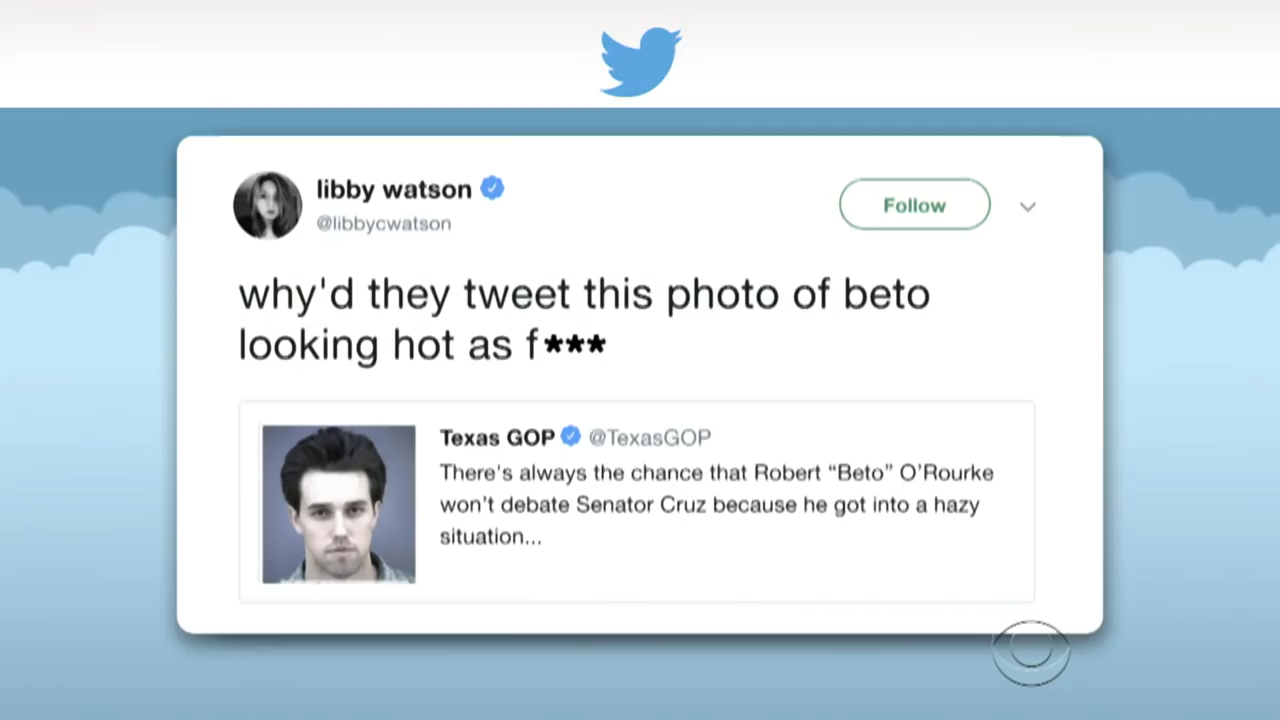 libby watson
@libbycwatson
Follow
why'd they tweet this photo of beto
looking hot as f***
Texas GOP @TexasGOP
There's always the chance that Robert “Beto” O’Rourke
won't debate Senator Cruz because he got into a hazy
situation...